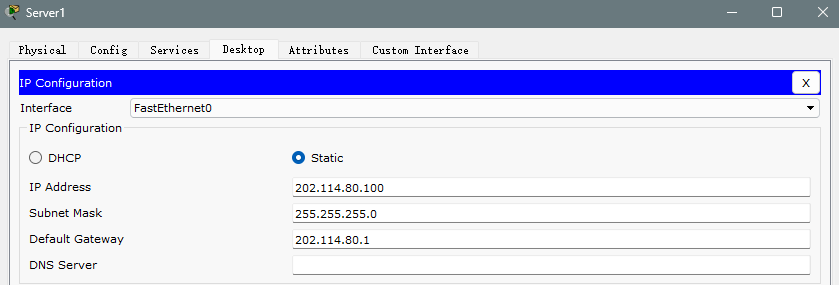 Server1
Physical Config Services Desktop Attributes Custom Interface
IP Configuration X
Interface FastEthernet0
IP Configuration
DHCP Static
IP Address 202.114.80.100
Subnet Mask 255.255.255.0
Default Gateway 202.114.80.1
DNS Server